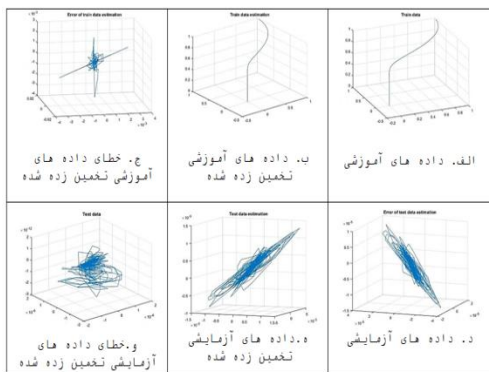 Train data
الف. داده های آموزشی
Train data estimation
ب. داده های آموزشی
تخمین زده شده
Error of train data estimation
ج. خطای داده های
آموزشی تخمین زده شده
Error of test data estimation
د. داده های آزمایشی
Test data estimation
ه.داده های آزمایشی
تخمین زده شده
Test data
و.خطای داده های
آزمایشی تخمین زده شده